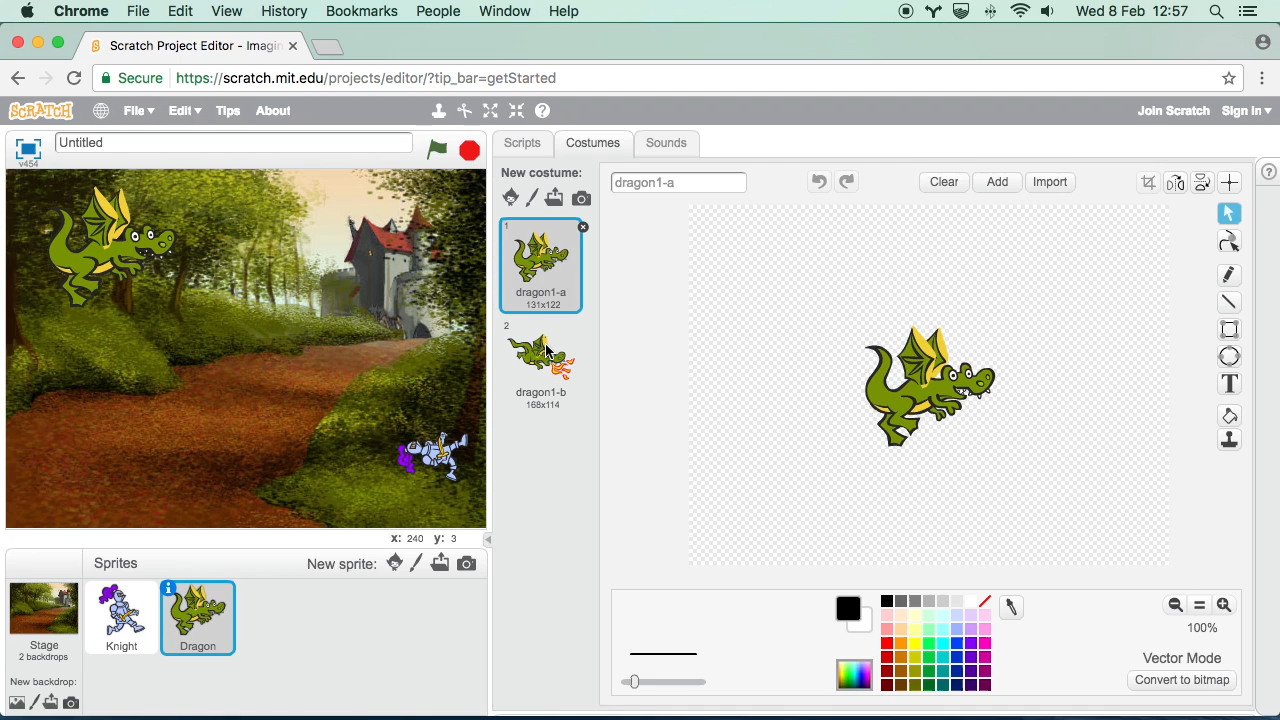 Chrome File Edit View History Bookmarks People Window Help Wed 8 Feb 12:57
Scratch Project Editor - Imagin
Secure https://scratch.mit.edu/projects/editor/?tip_bar=getStarted
SCRATCH File Edit Tips About Join Scratch Sign in
v454
Untitled
Scripts Costumes Sounds
New costume:
dragon1-a
Clear Add Import
1
dragon1-a
131x122
2
dragon1-b
168x114
x: 240 y: 3
Sprites New sprite:
Stage
2 backdrops
New backdrop:
Knight
Dragon
T
100%
Vector Mode
Convert to bitmap